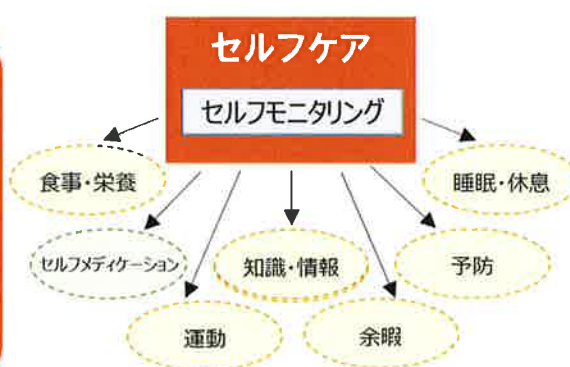 セルフケア
セルフモニタリング
食事・栄養
睡眠・休息
セルフメディケーション
知識・情報
予防
運動
余暇